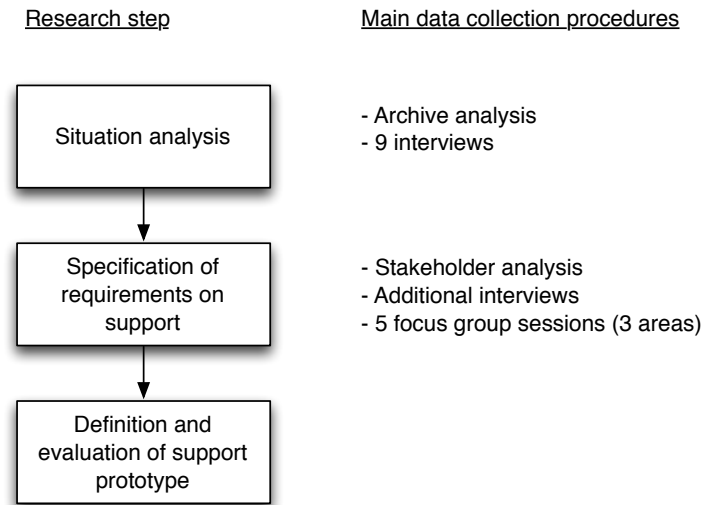 Research step
Main data collection procedures
Situation analysis
- Archive analysis
- 9 interviews
Specification of
requirements on
support
- Stakeholder analysis
- Additional interviews
- 5 focus group sessions (3 areas)
Definition and
evaluation of support
prototype